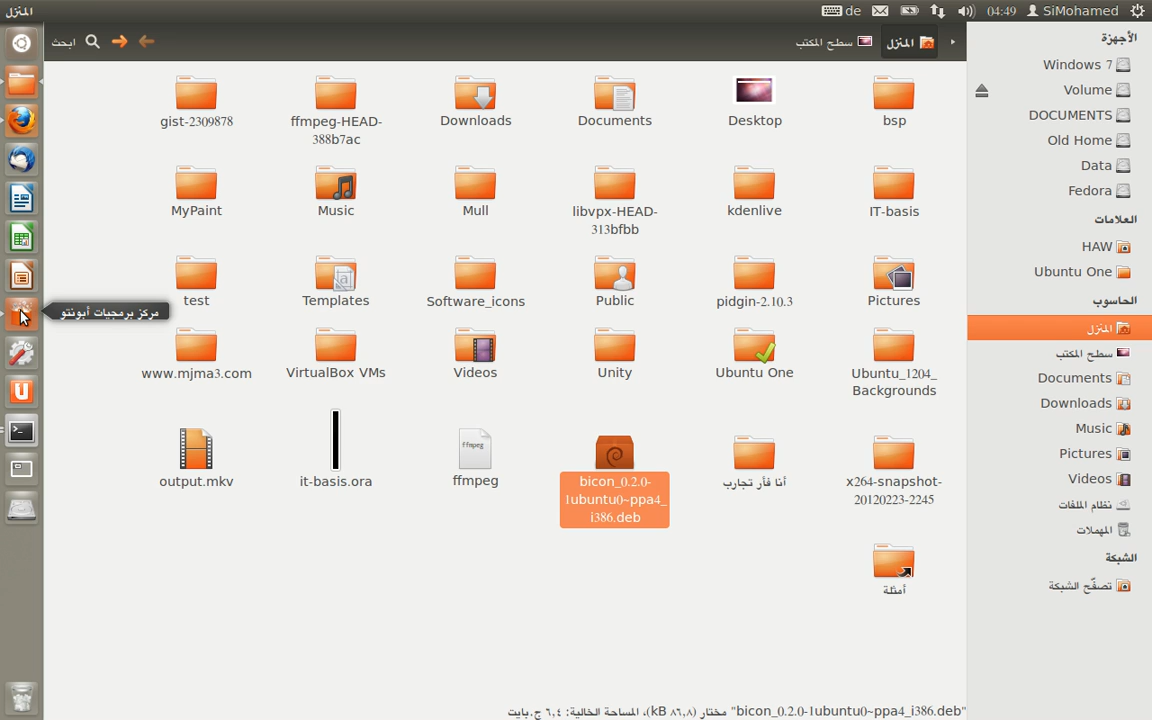 المنزل
de
04:49
SiMohamed
ابحث
سطح المكتب
المنزل
الأجهزة
Windows 7
Volume
DOCUMENTS
Old Home
Data
Fedora
العلامات
HAW
Ubuntu One
الحاسوب
المنزل
سطح المكتب
Documents
Downloads
Music
Pictures
Videos
نظام الملفات
المهملات
الشبكة
تصفّح الشبكة
bsp
Desktop
Documents
Downloads
ffmpeg-HEAD-
388b7ac
gist-2309878
IT-basis
kdenlive
libvpx-HEAD-
313bfbb
Mull
Music
MyPaint
Pictures
pidgin-2.10.3
Public
Software_icons
Templates
test
Ubuntu_1204_
Backgrounds
Ubuntu One
Unity
Videos
VirtualBox VMs
www.mjma3.com
x264-snapshot-
20120223-2245
أنا فأر تجارب
bicon_0.2.0-
1ubuntu0~ppa4_
i386.deb
ffmpeg
ffmpeg
it-basis.ora
output.mkv
أمثلة
مركز برمجيات أبونتو
"bicon_0.2.0-1ubuntu0~ppa4_i386.deb" مختار (٨٦٫٨ kB)، المساحة الخالية: ٦٫٤ ج.بايت